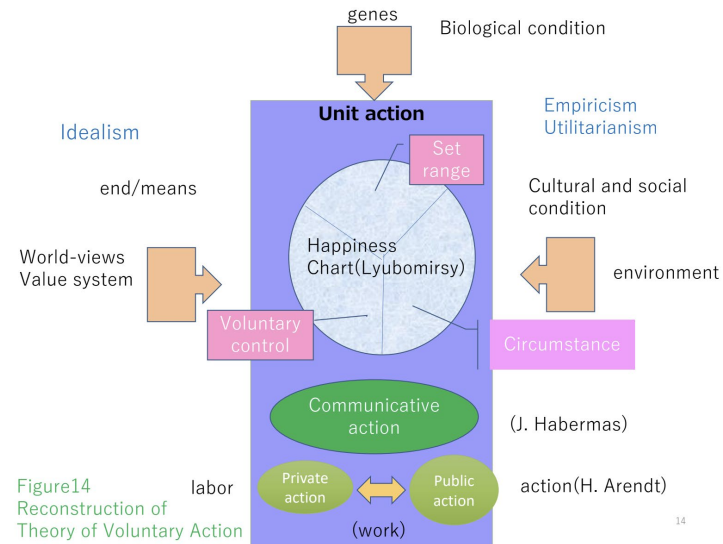 genes
Biological condition
Unit action
Idealism
Empiricism
Utilitarianism
Set
range
end/means
Cultural and social
condition
World-views
Value system
Happiness
Chart(Lyubomirsy)
environment
Voluntary
control
Circumstance
Communicative
action
(J. Habermas)
labor
Private
action
Public
action
action(H. Arendt)
(work)
Figure14
Reconstruction of
Theory of Voluntary Action
14